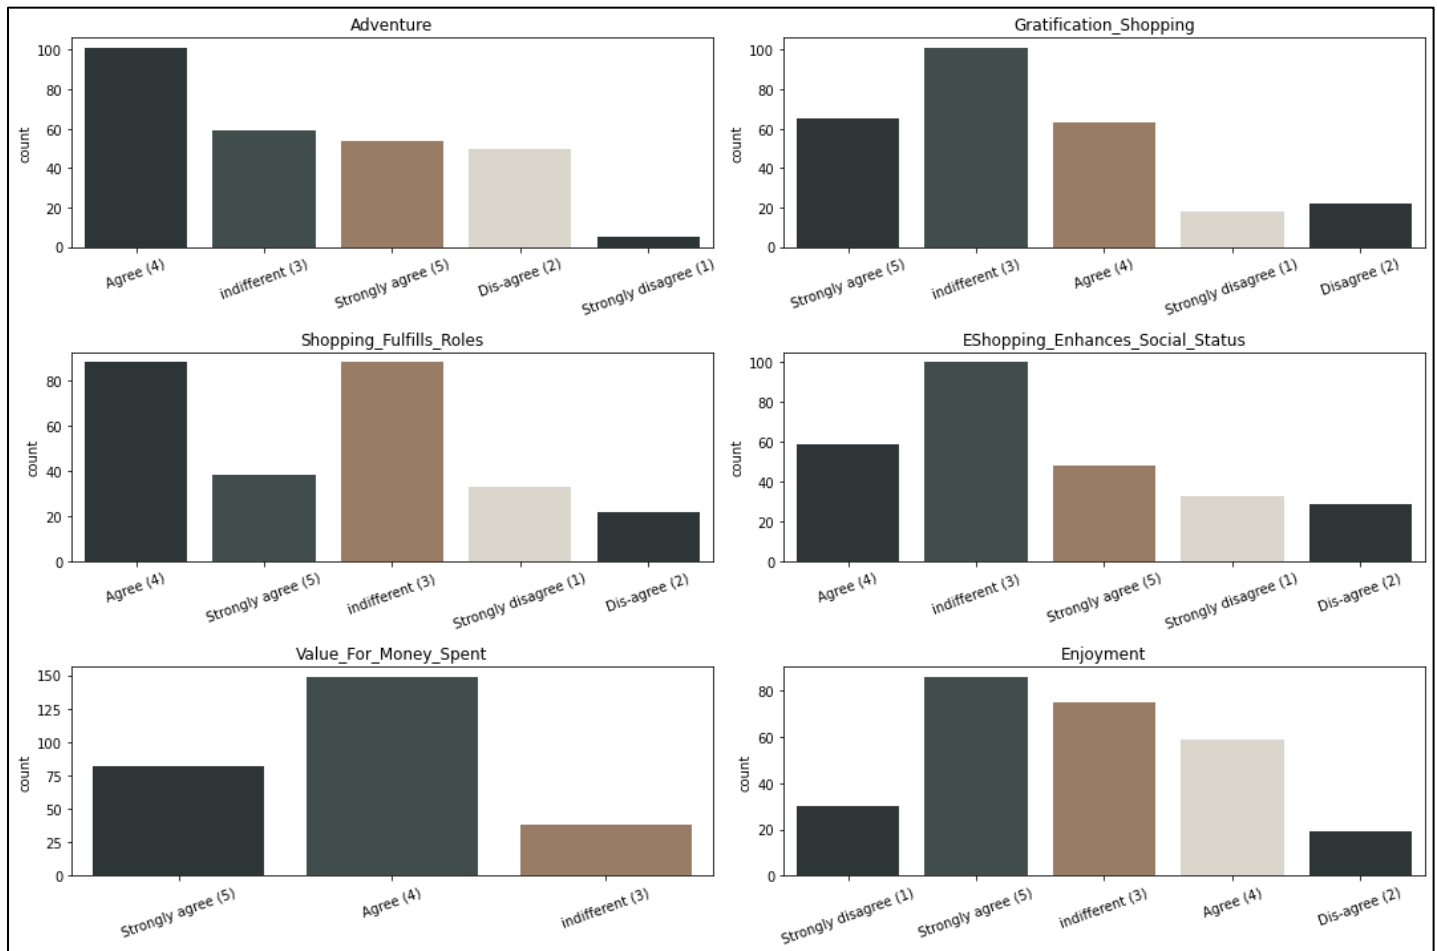 Adventure
100
80
60
40
20
0
count
Agree (4)
indifferent (3)
Strongly agree (5)
Dis-agree (2)
Strongly disagree (1)
Gratification_Shopping
100
80
60
40
20
0
count
Strongly agree (5)
indifferent (3)
Agree (4)
Strongly disagree (1)
Disagree (2)
Shopping_Fulfills_Roles
80
60
40
20
0
count
Agree (4)
Strongly agree (5)
indifferent (3)
Strongly disagree (1)
Dis-agree (2)
EShopping_Enhances_Social_Status
100
80
60
40
20
0
count
Agree (4)
indifferent (3)
Strongly agree (5)
Strongly disagree (1)
Dis-agree (2)
Value_For_Money_Spent
150
125
100
75
50
25
0
count
Strongly agree (5)
Agree (4)
indifferent (3)
Enjoyment
80
60
40
20
0
count
Strongly disagree (1)
Strongly agree (5)
indifferent (3)
Agree (4)
Dis-agree (2)